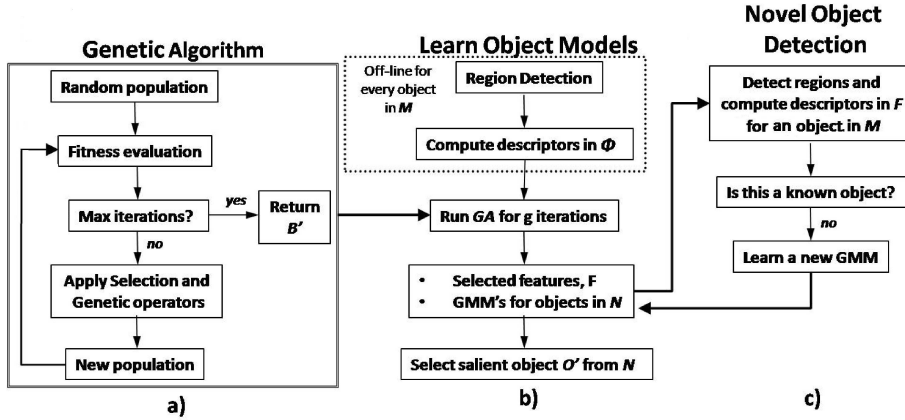 Genetic Algorithm
Random population
Fitness evaluation
Max iterations?
yes
Return
B'
no
Apply Selection and
Genetic operators
New population
a)
Learn Object Models
Off-line for
every object
in M
Region Detection
Compute descriptors in Φ
Run GA for g iterations
• Selected features, F
• GMM's for objects in N
Select salient object O' from N
b)
Novel Object
Detection
Detect regions and
compute descriptors in F
for an object in M
Is this a known object?
no
Learn a new GMM
c)